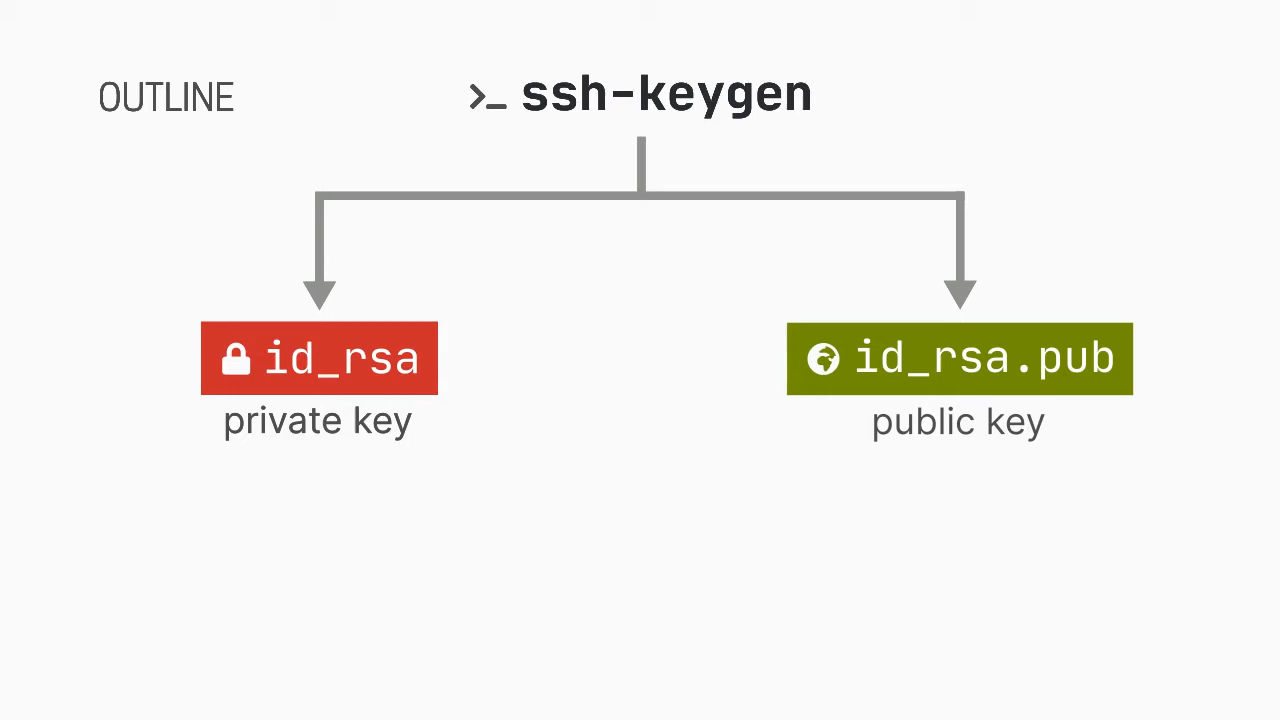 OUTLINE
ssh-keygen
id_rsa
private key
id_rsa.pub
public key